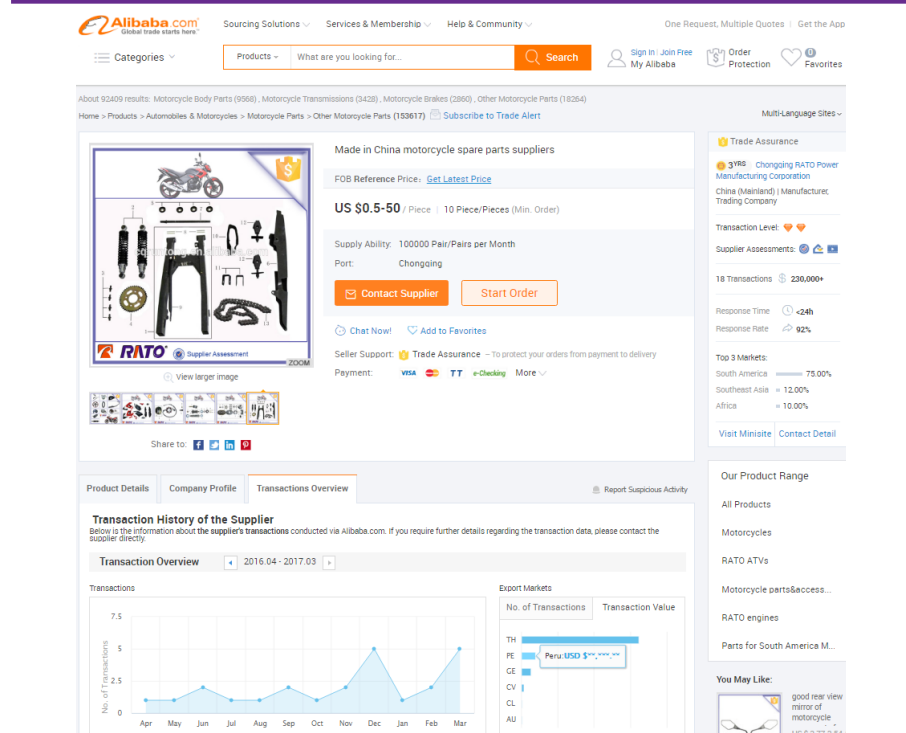 Alibaba.com
Global trade starts here™
Sourcing Solutions
Services & Membership
Help & Community
One Request, Multiple Quotes | Get the App
Categories
Products
What are you looking for...
Search
Sign In | Join Free
My Alibaba
Order
Protection
0
Favorites
About 92409 results: Motorcycle Body Parts (9568) , Motorcycle Transmissions (3428) , Motorcycle Brakes (2860) , Other Motorcycle Parts (18264)
Home > Products > Automobiles & Motorcycles > Motorcycle Parts > Other Motorcycle Parts (153617)
Subscribe to Trade Alert
Multi-Language Sites
RATO
Supplier Assessment
ZOOM
View larger image
Share to:
Made in China motorcycle spare parts suppliers
FOB Reference Price: Get Latest Price
US $0.5-50 / Piece | 10 Piece/Pieces (Min. Order)
Supply Ability: 100000 Pair/Pairs per Month
Port: Chongqing
Contact Supplier
Start Order
Chat Now!
Add to Favorites
Seller Support: Trade Assurance – To protect your orders from payment to delivery
Payment: VISA TT e-Checking More
Trade Assurance
3YRS Chongqing RATO Power
Manufacturing Corporation
China (Mainland) | Manufacturer,
Trading Company
Transaction Level:
Supplier Assessments:
18 Transactions $ 230,000+
Response Time <24h
Response Rate 92%
Top 3 Markets:
South America 75.00%
Southeast Asia 12.00%
Africa 10.00%
Visit Minisite
Contact Detail
Product Details
Company Profile
Transactions Overview
Report Suspicious Activity
Transaction History of the Supplier
Below is the information about the supplier's transactions conducted via Alibaba.com. If you require further details regarding the transaction data, please contact the
supplier directly.
Transaction Overview
2016.04 - 2017.03
Transactions
No. of Transactions
7.5
5
2.5
0
Apr May Jun Jul Aug Sep Oct Nov Dec Jan Feb Mar
Export Markets
No. of Transactions
Transaction Value
TH
PE
Peru:USD $**,***.**
GE
CV
CL
AU
Our Product Range
All Products
Motorcycles
RATO ATVs
Motorcycle parts&access...
RATO engines
Parts for South America M...
You May Like:
good rear view
mirror of
motorcycle